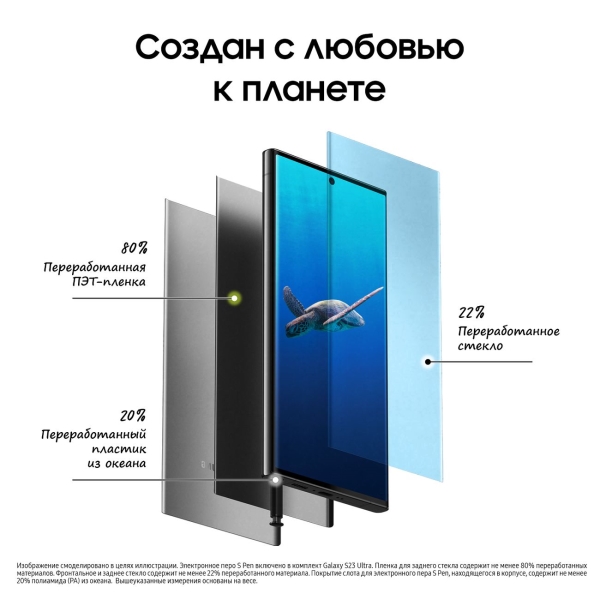 Создан с любовью
к планете
80%
Переработанная
ПЭТ-пленка
22%
Переработанное
стекло
20%
Переработанный
пластик
из океана
Изображение смоделировано в целях иллюстрации. Электронное перо S Pen включено в комплект Galaxy S23 Ultra. Пленка для заднего стекла содержит не менее 80% переработанных
материалов. Фронтальное и заднее стекло содержит не менее 22% переработанного материала. Покрытие слота для электронного пера S Pen, находящегося в корпусе, содержит не менее
20% полиамида (PA) из океана. Вышеуказанные измерения основаны на весе.